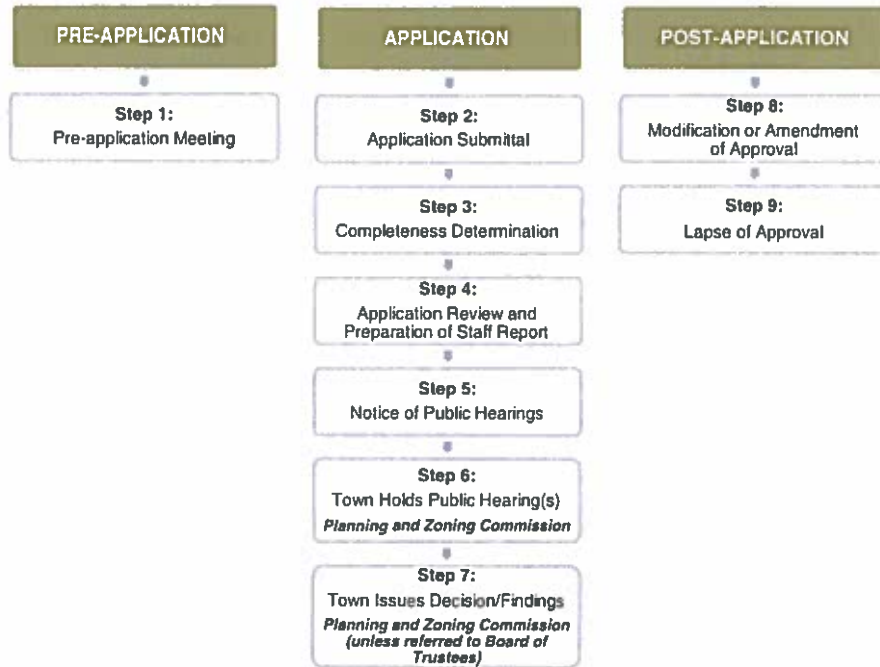 PRE-APPLICATION
Step 1:
Pre-application Meeting
APPLICATION
Step 2:
Application Submittal
Step 3:
Completeness Determination
Step 4:
Application Review and
Preparation of Staff Report
Step 5:
Notice of Public Hearings
Step 6:
Town Holds Public Hearing(s)
Planning and Zoning Commission
Step 7:
Town Issues Decision/Findings
Planning and Zoning Commission
(unless referred to Board of
Trustees)
POST-APPLICATION
Step 8:
Modification or Amendment
of Approval
Step 9:
Lapse of Approval